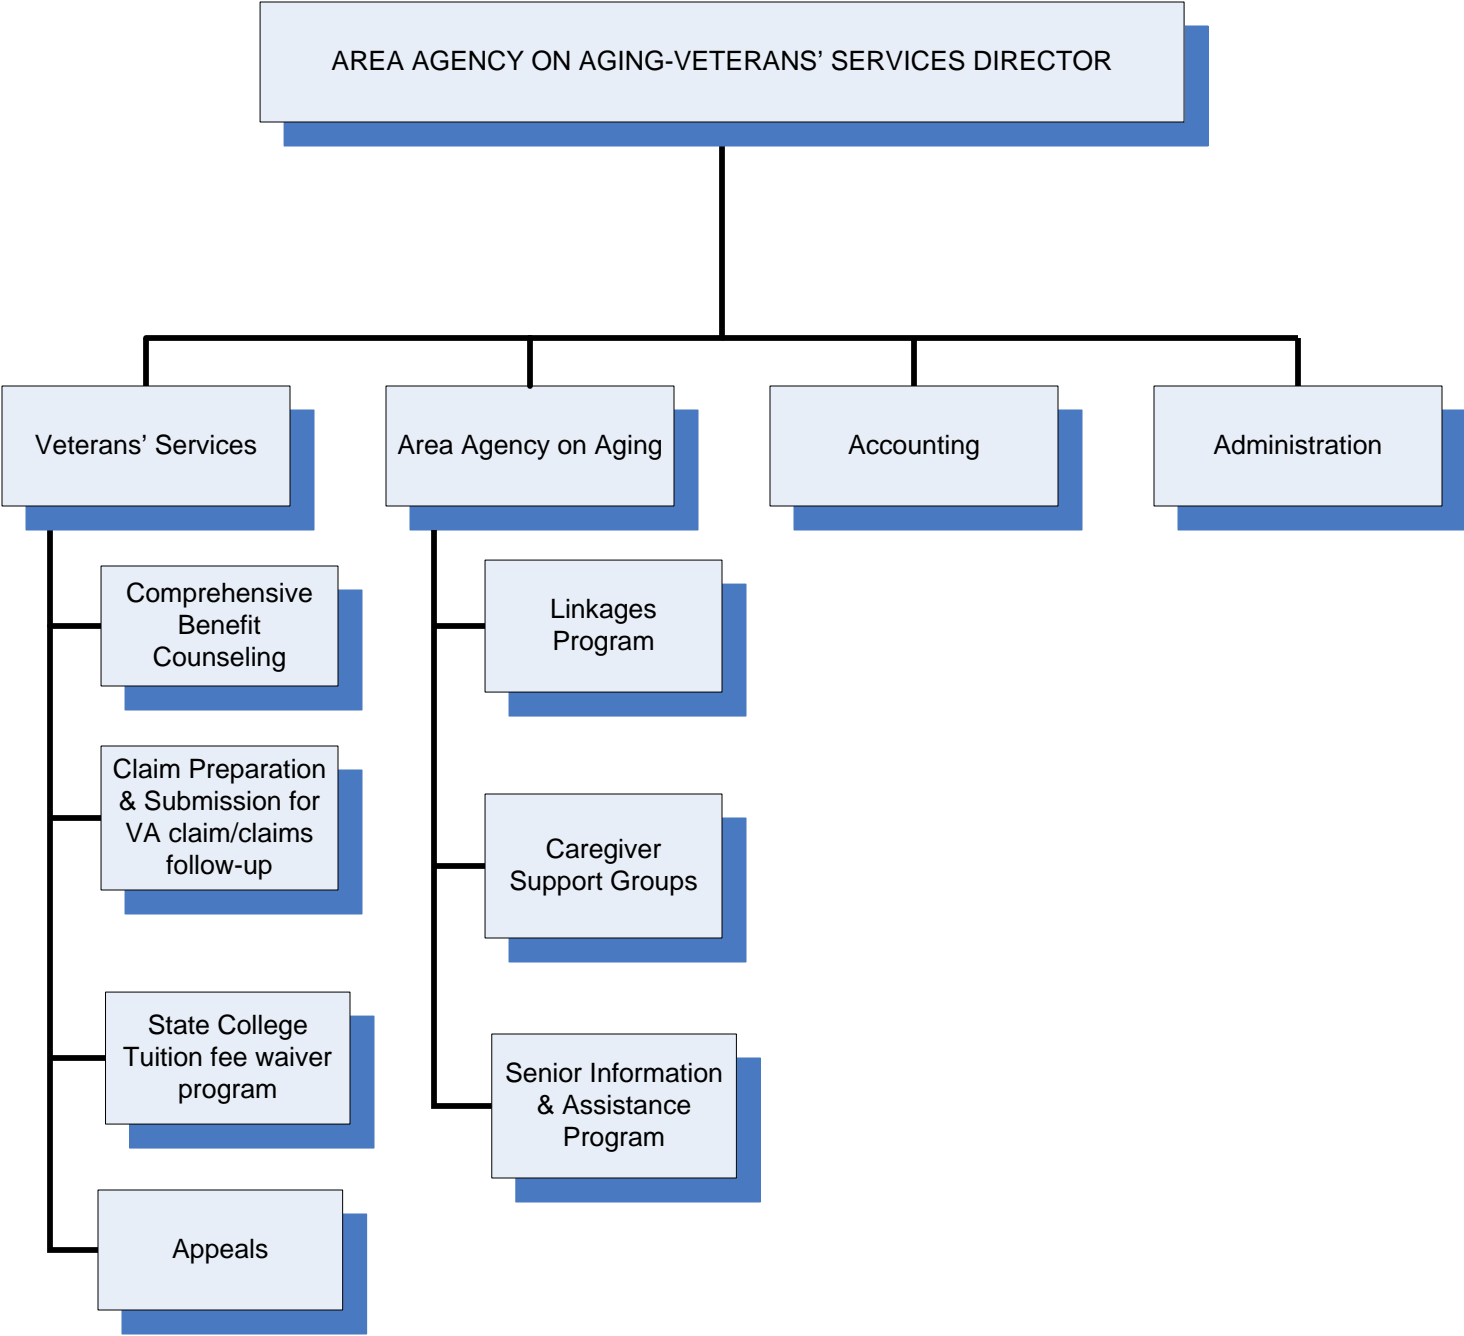 AREA AGENCY ON AGING-VETERANS’ SERVICES DIRECTOR
Veterans’ Services
Area Agency on Aging
Accounting
Administration
Comprehensive
Benefit
Counseling
Claim Preparation
& Submission for
VA claim/claims
follow-up
State College
Tuition fee waiver
program
Appeals
Linkages
Program
Caregiver
Support Groups
Senior Information
& Assistance
Program